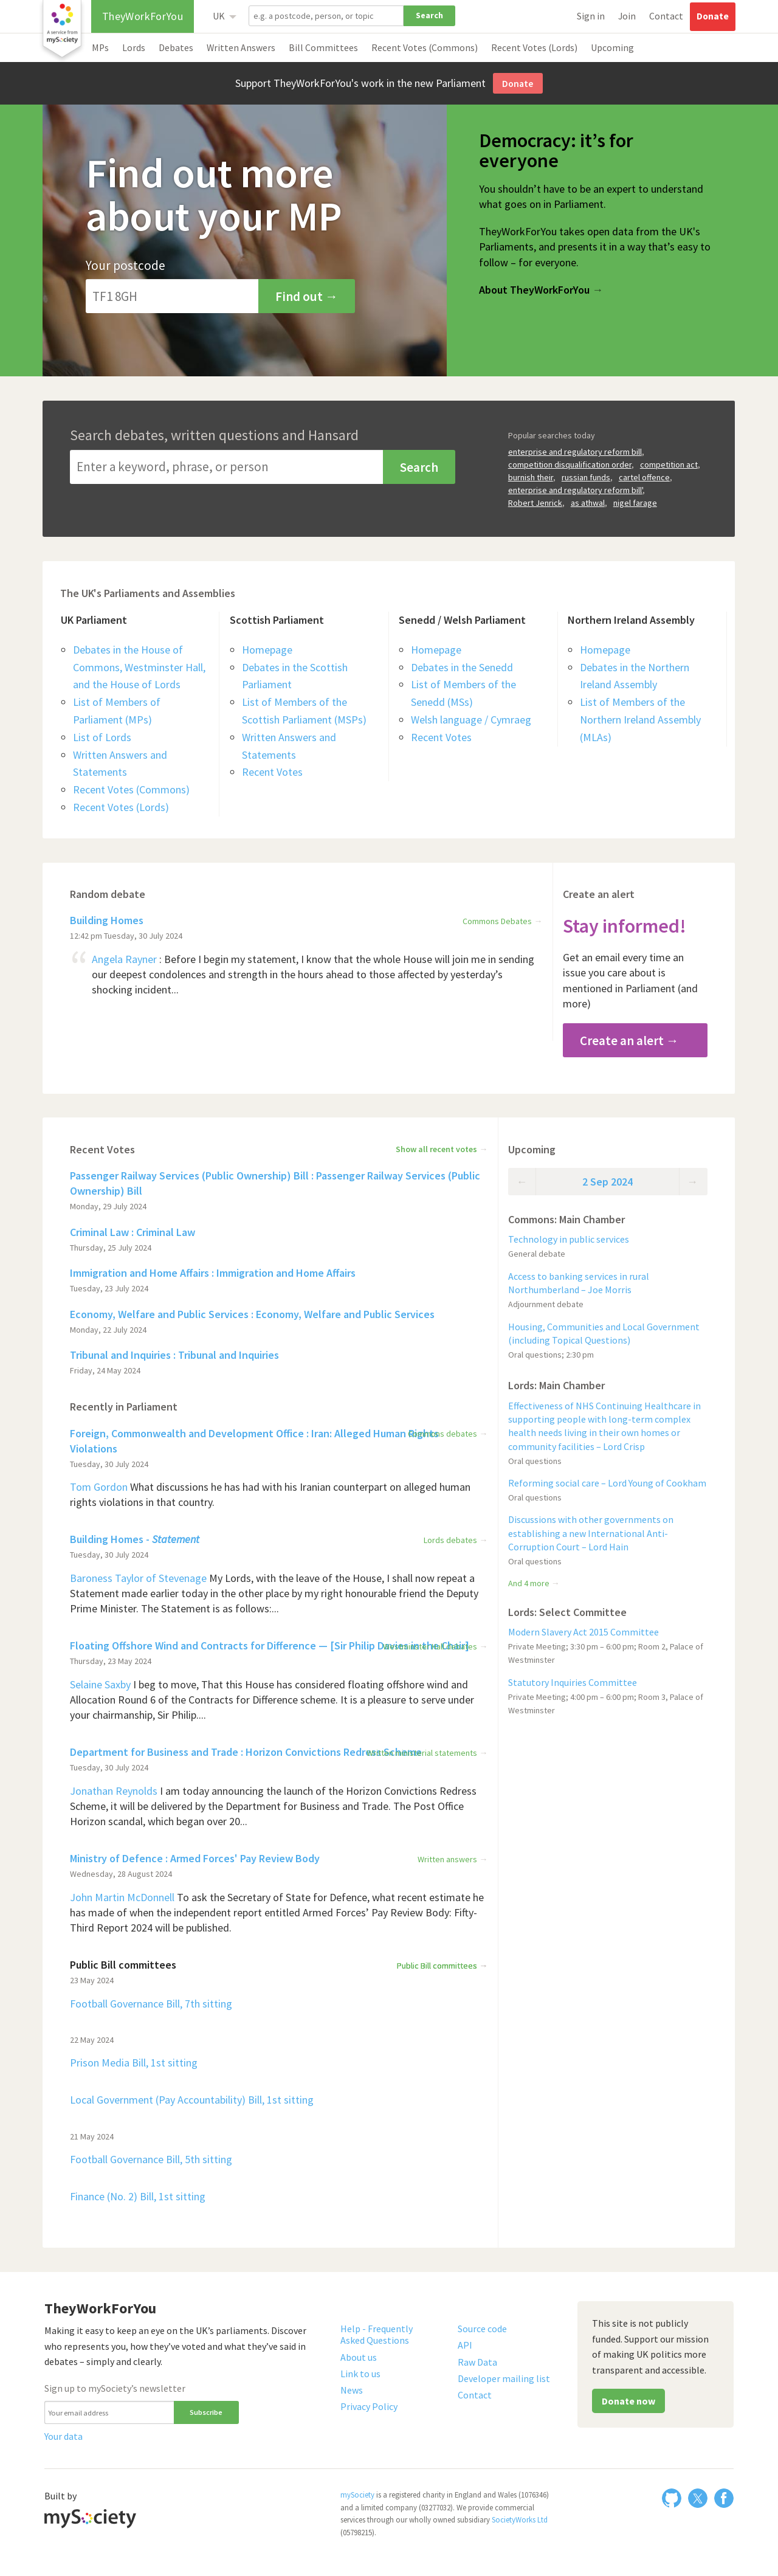 A service from
mySociety
TheyWorkForYou
UK
e.g. a postcode, person, or topic
Search
Sign in
Join
Contact
Donate
MPs
Lords
Debates
Written Answers
Bill Committees
Recent Votes (Commons)
Recent Votes (Lords)
Upcoming
Support TheyWorkForYou's work in the new Parliament
Donate
Find out more
about your MP
Your postcode
TF1 8GH
Find out →
Democracy: it’s for
everyone
You shouldn’t have to be an expert to understand
what goes on in Parliament.
TheyWorkForYou takes open data from the UK's
Parliaments, and presents it in a way that’s easy to
follow – for everyone.
About TheyWorkForYou →
Search debates, written questions and Hansard
Enter a keyword, phrase, or person
Search
Popular searches today
enterprise and regulatory reform bill,
competition disqualification order, competition act,
burnish their, russian funds, cartel offence,
enterprise and regulatory reform bill",
Robert Jenrick, as athwal, nigel farage
The UK's Parliaments and Assemblies
UK Parliament
Debates in the House of
Commons, Westminster Hall,
and the House of Lords
List of Members of
Parliament (MPs)
List of Lords
Written Answers and
Statements
Recent Votes (Commons)
Recent Votes (Lords)
Scottish Parliament
Homepage
Debates in the Scottish
Parliament
List of Members of the
Scottish Parliament (MSPs)
Written Answers and
Statements
Recent Votes
Senedd / Welsh Parliament
Homepage
Debates in the Senedd
List of Members of the
Senedd (MSs)
Welsh language / Cymraeg
Recent Votes
Northern Ireland Assembly
Homepage
Debates in the Northern
Ireland Assembly
List of Members of the
Northern Ireland Assembly
(MLAs)
Random debate
Building Homes
Commons Debates →
12:42 pm Tuesday, 30 July 2024
“ Angela Rayner : Before I begin my statement, I know that the whole House will join me in sending
our deepest condolences and strength in the hours ahead to those affected by yesterday’s
shocking incident...
Create an alert
Stay informed!
Get an email every time an
issue you care about is
mentioned in Parliament (and
more)
Create an alert →
Recent Votes
Show all recent votes →
Passenger Railway Services (Public Ownership) Bill : Passenger Railway Services (Public
Ownership) Bill
Monday, 29 July 2024
Criminal Law : Criminal Law
Thursday, 25 July 2024
Immigration and Home Affairs : Immigration and Home Affairs
Tuesday, 23 July 2024
Economy, Welfare and Public Services : Economy, Welfare and Public Services
Monday, 22 July 2024
Tribunal and Inquiries : Tribunal and Inquiries
Friday, 24 May 2024
Recently in Parliament
Foreign, Commonwealth and Development Office : Iran: Alleged Human Rights
Commons debates →
Violations
Tuesday, 30 July 2024
Tom Gordon What discussions he has had with his Iranian counterpart on alleged human
rights violations in that country.
Building Homes - Statement
Lords debates →
Tuesday, 30 July 2024
Baroness Taylor of Stevenage My Lords, with the leave of the House, I shall now repeat a
Statement made earlier today in the other place by my right honourable friend the Deputy
Prime Minister. The Statement is as follows:...
Floating Offshore Wind and Contracts for Difference — [Sir Philip Davies in the Chair]
Westminster Hall debates →
Thursday, 23 May 2024
Selaine Saxby I beg to move, That this House has considered floating offshore wind and
Allocation Round 6 of the Contracts for Difference scheme. It is a pleasure to serve under
your chairmanship, Sir Philip....
Department for Business and Trade : Horizon Convictions Redress Scheme
Written ministerial statements →
Tuesday, 30 July 2024
Jonathan Reynolds I am today announcing the launch of the Horizon Convictions Redress
Scheme, it will be delivered by the Department for Business and Trade. The Post Office
Horizon scandal, which began over 20...
Ministry of Defence : Armed Forces' Pay Review Body
Written answers →
Wednesday, 28 August 2024
John Martin McDonnell To ask the Secretary of State for Defence, what recent estimate he
has made of when the independent report entitled Armed Forces’ Pay Review Body: Fifty-
Third Report 2024 will be published.
Public Bill committees
Public Bill committees →
23 May 2024
Football Governance Bill, 7th sitting
22 May 2024
Prison Media Bill, 1st sitting
Local Government (Pay Accountability) Bill, 1st sitting
21 May 2024
Football Governance Bill, 5th sitting
Finance (No. 2) Bill, 1st sitting
Upcoming
← 2 Sep 2024 →
Commons: Main Chamber
Technology in public services
General debate
Access to banking services in rural
Northumberland – Joe Morris
Adjournment debate
Housing, Communities and Local Government
(including Topical Questions)
Oral questions; 2:30 pm
Lords: Main Chamber
Effectiveness of NHS Continuing Healthcare in
supporting people with long-term complex
health needs living in their own homes or
community facilities – Lord Crisp
Oral questions
Reforming social care – Lord Young of Cookham
Oral questions
Discussions with other governments on
establishing a new International Anti-
Corruption Court – Lord Hain
Oral questions
And 4 more →
Lords: Select Committee
Modern Slavery Act 2015 Committee
Private Meeting; 3:30 pm – 6:00 pm; Room 2, Palace of
Westminster
Statutory Inquiries Committee
Private Meeting; 4:00 pm – 6:00 pm; Room 3, Palace of
Westminster
TheyWorkForYou
Making it easy to keep an eye on the UK’s parliaments. Discover
who represents you, how they’ve voted and what they’ve said in
debates – simply and clearly.
Sign up to mySociety’s newsletter
Your email address
Subscribe
Your data
Help - Frequently
Asked Questions
About us
Link to us
News
Privacy Policy
Source code
API
Raw Data
Developer mailing list
Contact
This site is not publicly
funded. Support our mission
of making UK politics more
transparent and accessible.
Donate now
Built by
mySociety
mySociety is a registered charity in England and Wales (1076346)
and a limited company (03277032). We provide commercial
services through our wholly owned subsidiary SocietyWorks Ltd
(05798215).